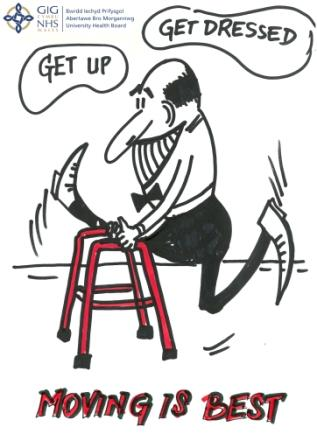 GIG
CYMRU
NHS
WALES
Bwrdd Iechyd Prifysgol
Abertawe Bro Morgannwg
University Health Board
GET UP
GET DRESSED
MOVING IS BEST